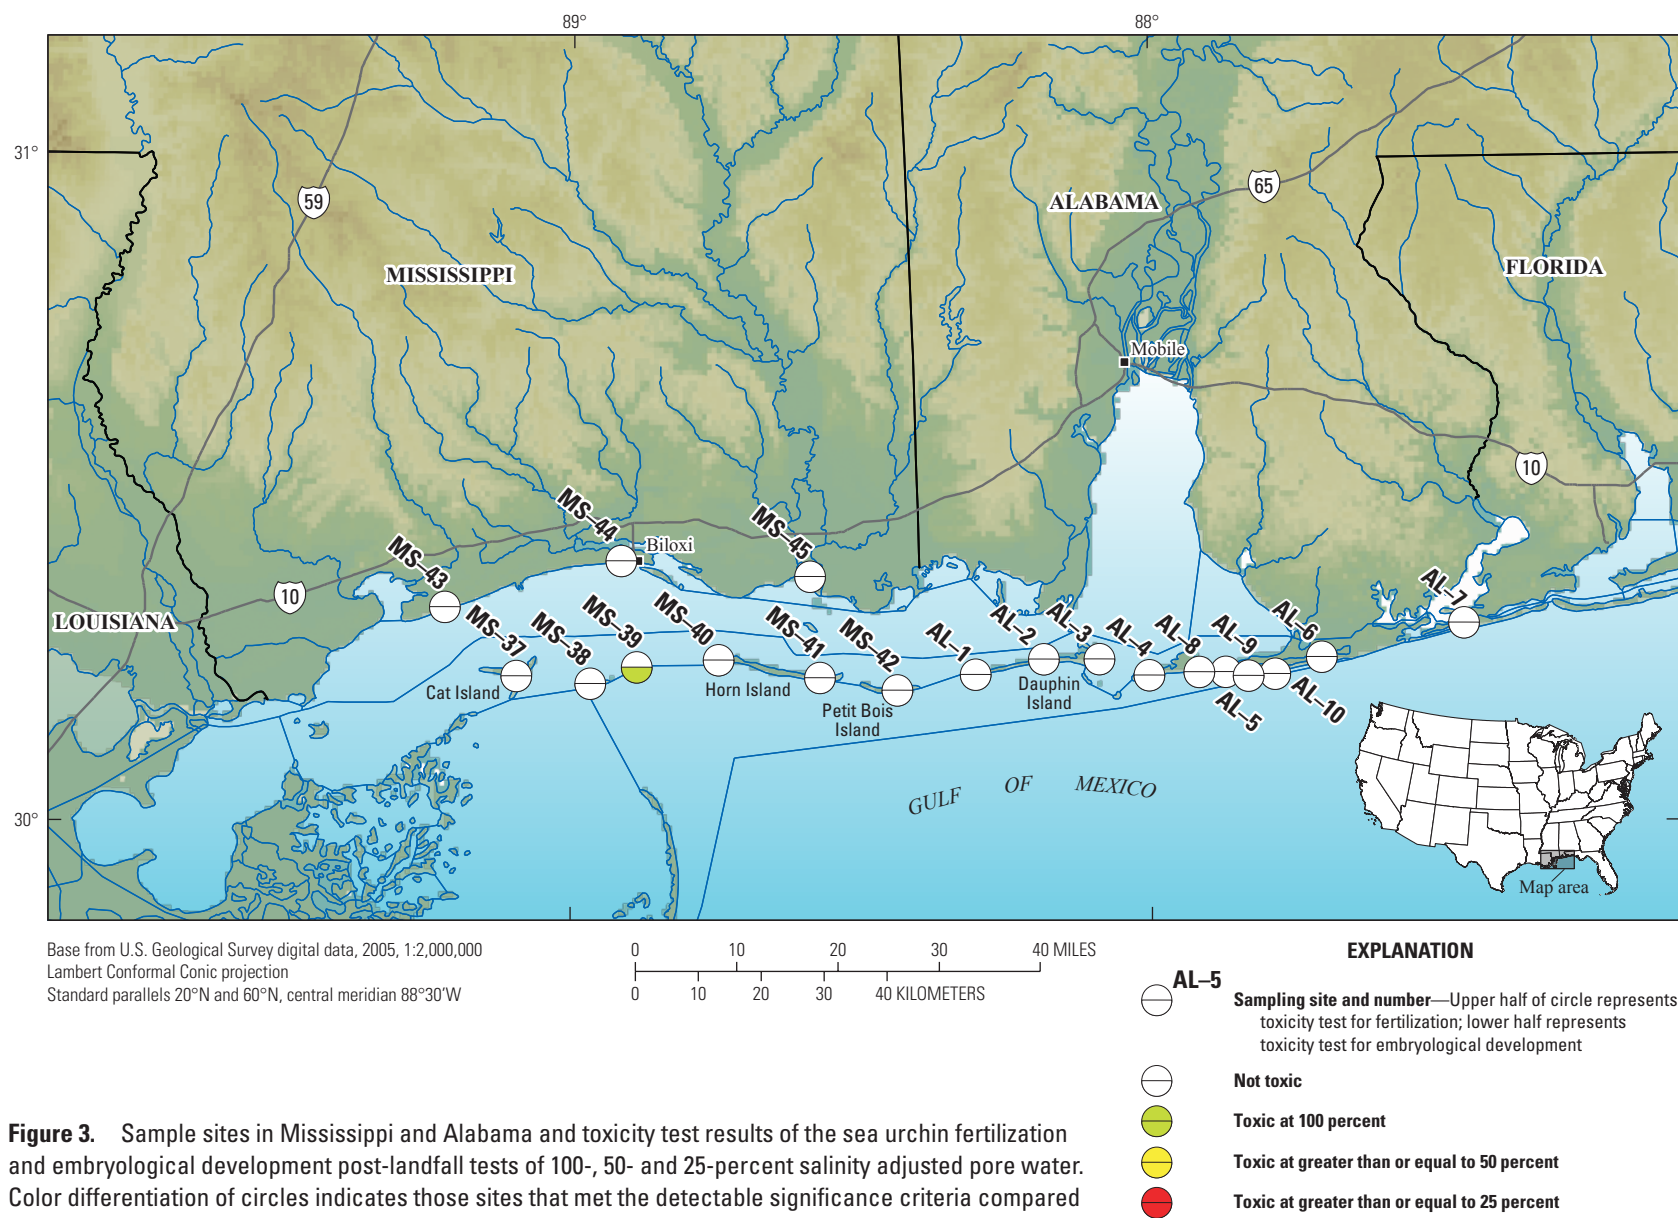 89°
88°
31°
30°
59
65
10
10
MISSISSIPPI
ALABAMA
FLORIDA
LOUISIANA
Mobile
Biloxi
MS–43
MS–44
MS–45
MS–37
MS–38
MS–39
MS–40
MS–41
MS–42
AL–1
AL–2
AL–3
AL–4
AL–8
AL–9
AL–6
AL–7
AL–5
AL–10
Cat Island
Horn Island
Petit Bois
Island
Dauphin
Island
GULF OF MEXICO
Map area
Base from U.S. Geological Survey digital data, 2005, 1:2,000,000
Lambert Conformal Conic projection
Standard parallels 20°N and 60°N, central meridian 88°30'W
0 10 20 30 40 MILES
0 10 20 30 40 KILOMETERS
EXPLANATION
AL–5
Sampling site and number—Upper half of circle represents
toxicity test for fertilization; lower half represents
toxicity test for embryological development
Not toxic
Toxic at 100 percent
Toxic at greater than or equal to 50 percent
Toxic at greater than or equal to 25 percent
Figure 3. Sample sites in Mississippi and Alabama and toxicity test results of the sea urchin fertilization
and embryological development post-landfall tests of 100-, 50- and 25-percent salinity adjusted pore water.
Color differentiation of circles indicates those sites that met the detectable significance criteria compared